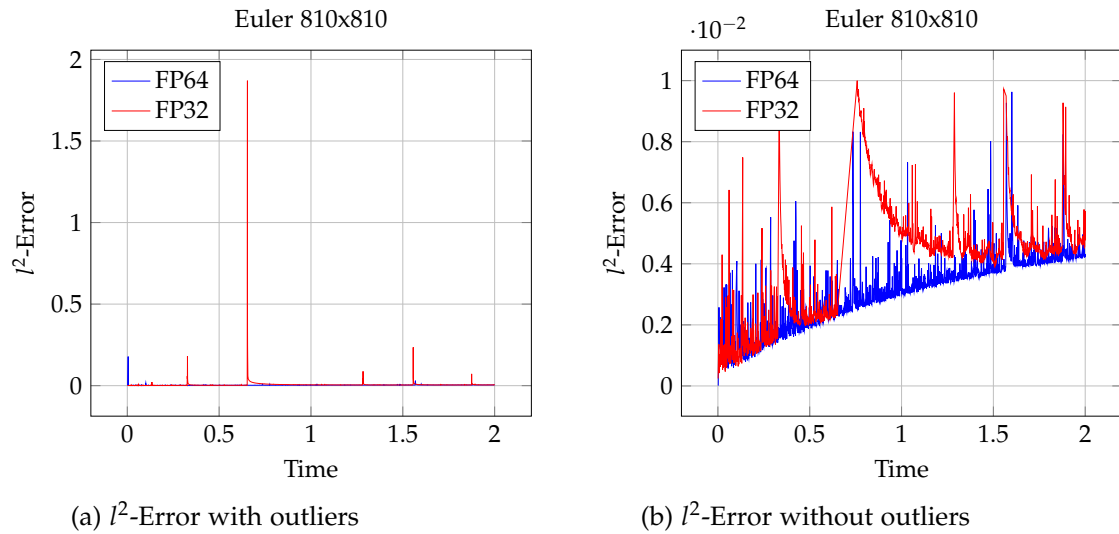 Euler 810x810
2
1.5
1
0.5
0
0
0.5
1
1.5
2
l²-Error
Time
FP64
FP32
(a) l²-Error with outliers
Euler 810x810
·10⁻²
1
0.8
0.6
0.4
0.2
0
0
0.5
1
1.5
2
l²-Error
Time
FP64
FP32
(b) l²-Error without outliers